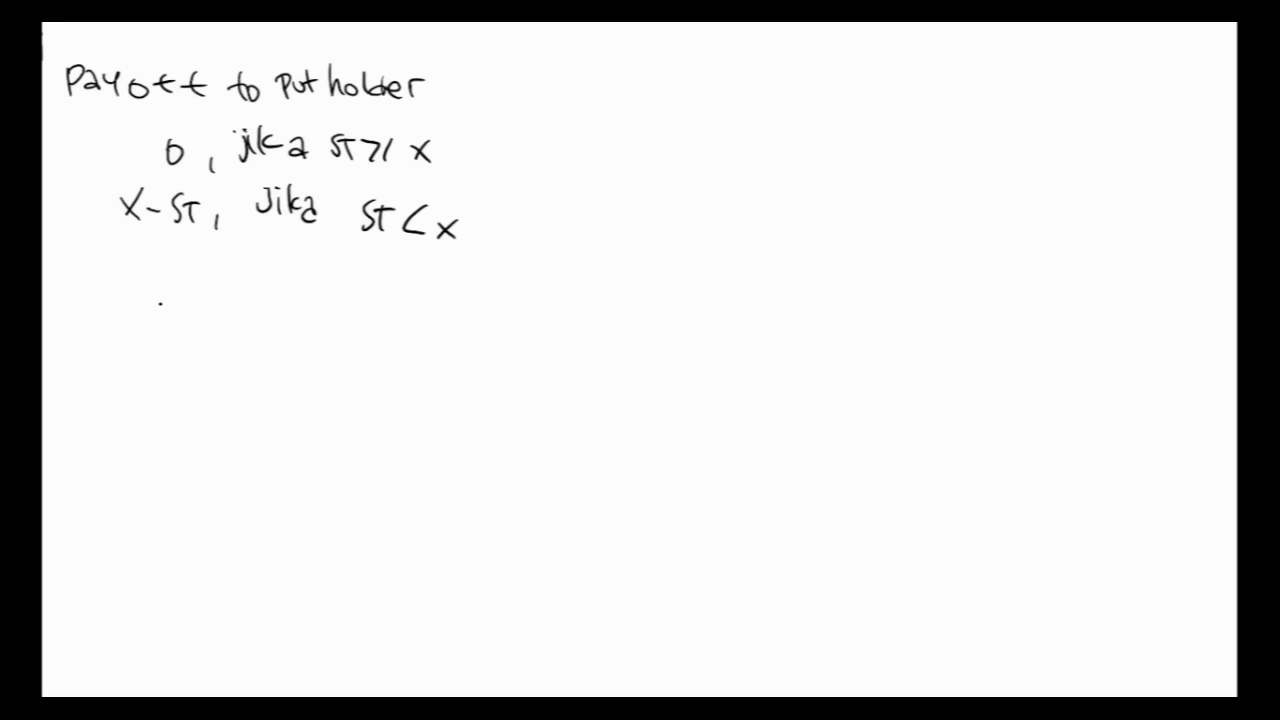 Payoff to Put holder
0, jika ST ≥ X
X - ST, Jika ST < X